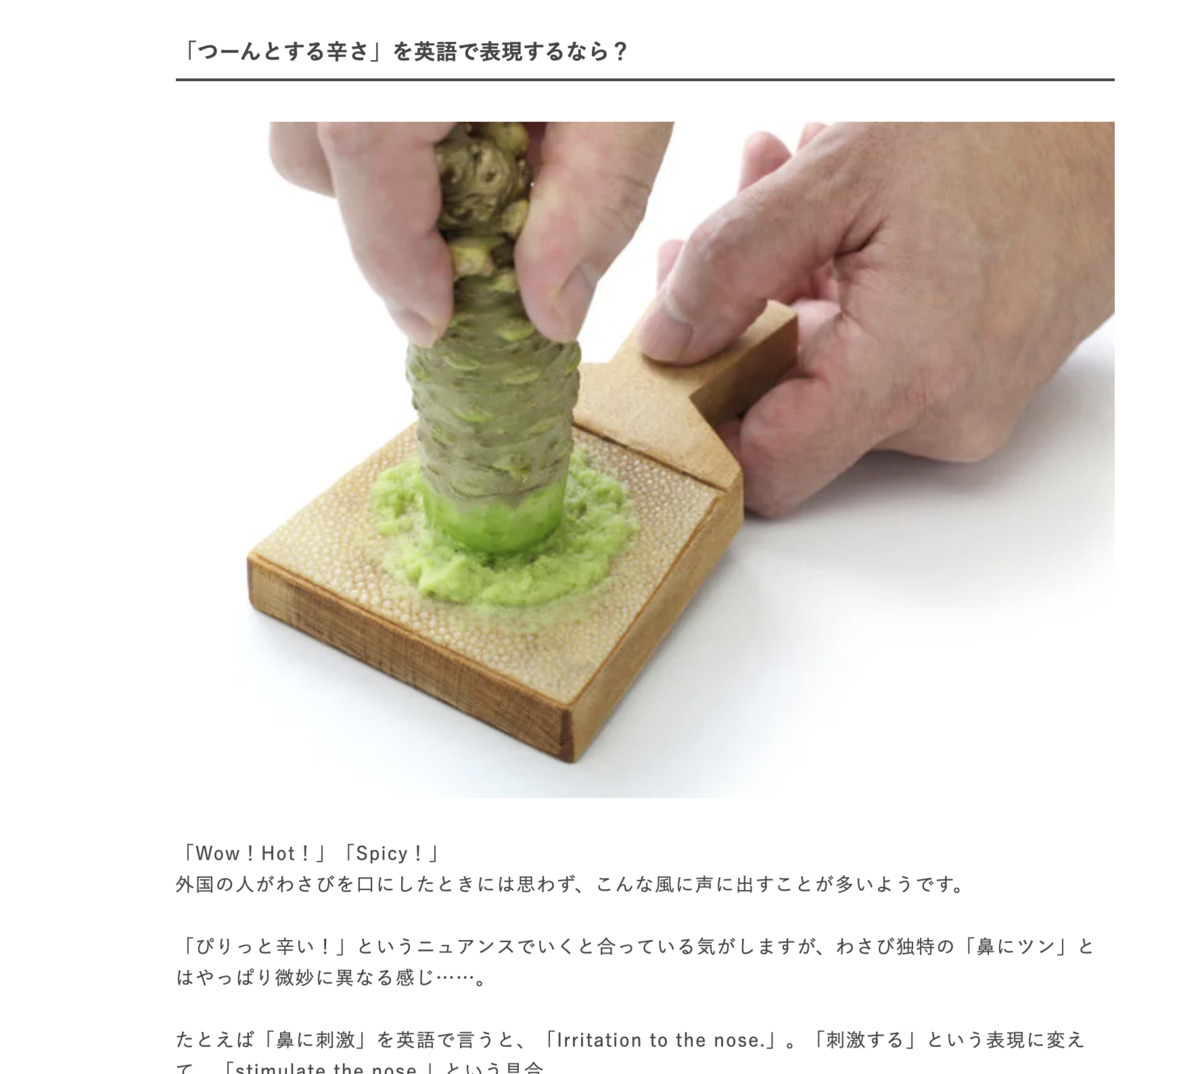 「つーんとする辛さ」を英語で表現するなら？
「Wow！Hot！」「Spicy！」
外国の人がわさびを口にしたときには思わず、こんな風に声に出すことが多いようです。
「ぴりっと辛い！」というニュアンスでいくと合っている気がしますが、わさび独特の「鼻にツン」と
はやっぱり微妙に異なる感じ……。
たとえば「鼻に刺激」を英語で言うと、「Irritation to the nose.」。「刺激する」という表現に変え
て、「stimulate the nose.」という具合